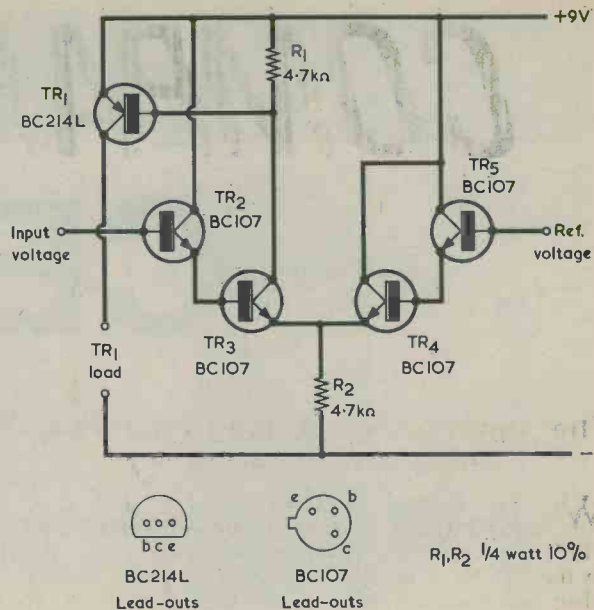 +9V
R1
4·7kΩ
TR1
BC214L
TR2
BC107
TR5
BC107
Input
voltage
Ref.
voltage
TR3
BC107
TR4
BC107
TR1
load
R2
4·7kΩ
b c e
e b
c
BC214L
Lead-outs
BC107
Lead-outs
R1,R2 1/4 watt 10%